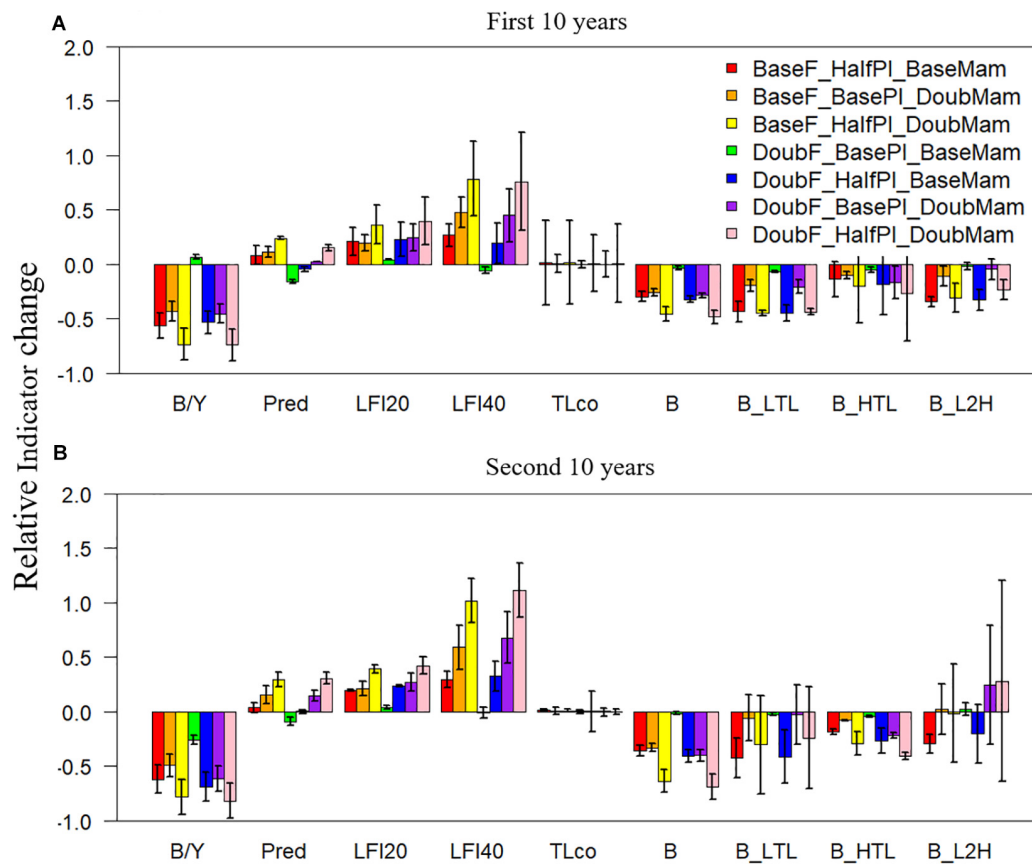 A
First 10 years
2.0
1.5
1.0
0.5
0.0
-0.5
-1.0
BaseF_HalfPl_BaseMam
BaseF_BasePl_DoubMam
BaseF_HalfPl_DoubMam
DoubF_BasePl_BaseMam
DoubF_HalfPl_BaseMam
DoubF_BasePl_DoubMam
DoubF_HalfPl_DoubMam
B/Y Pred LFI20 LFI40 TLco B B_LTL B_HTL B_L2H
Relative Indicator change
B
Second 10 years
2.0
1.5
1.0
0.5
0.0
-0.5
-1.0
B/Y Pred LFI20 LFI40 TLco B B_LTL B_HTL B_L2H